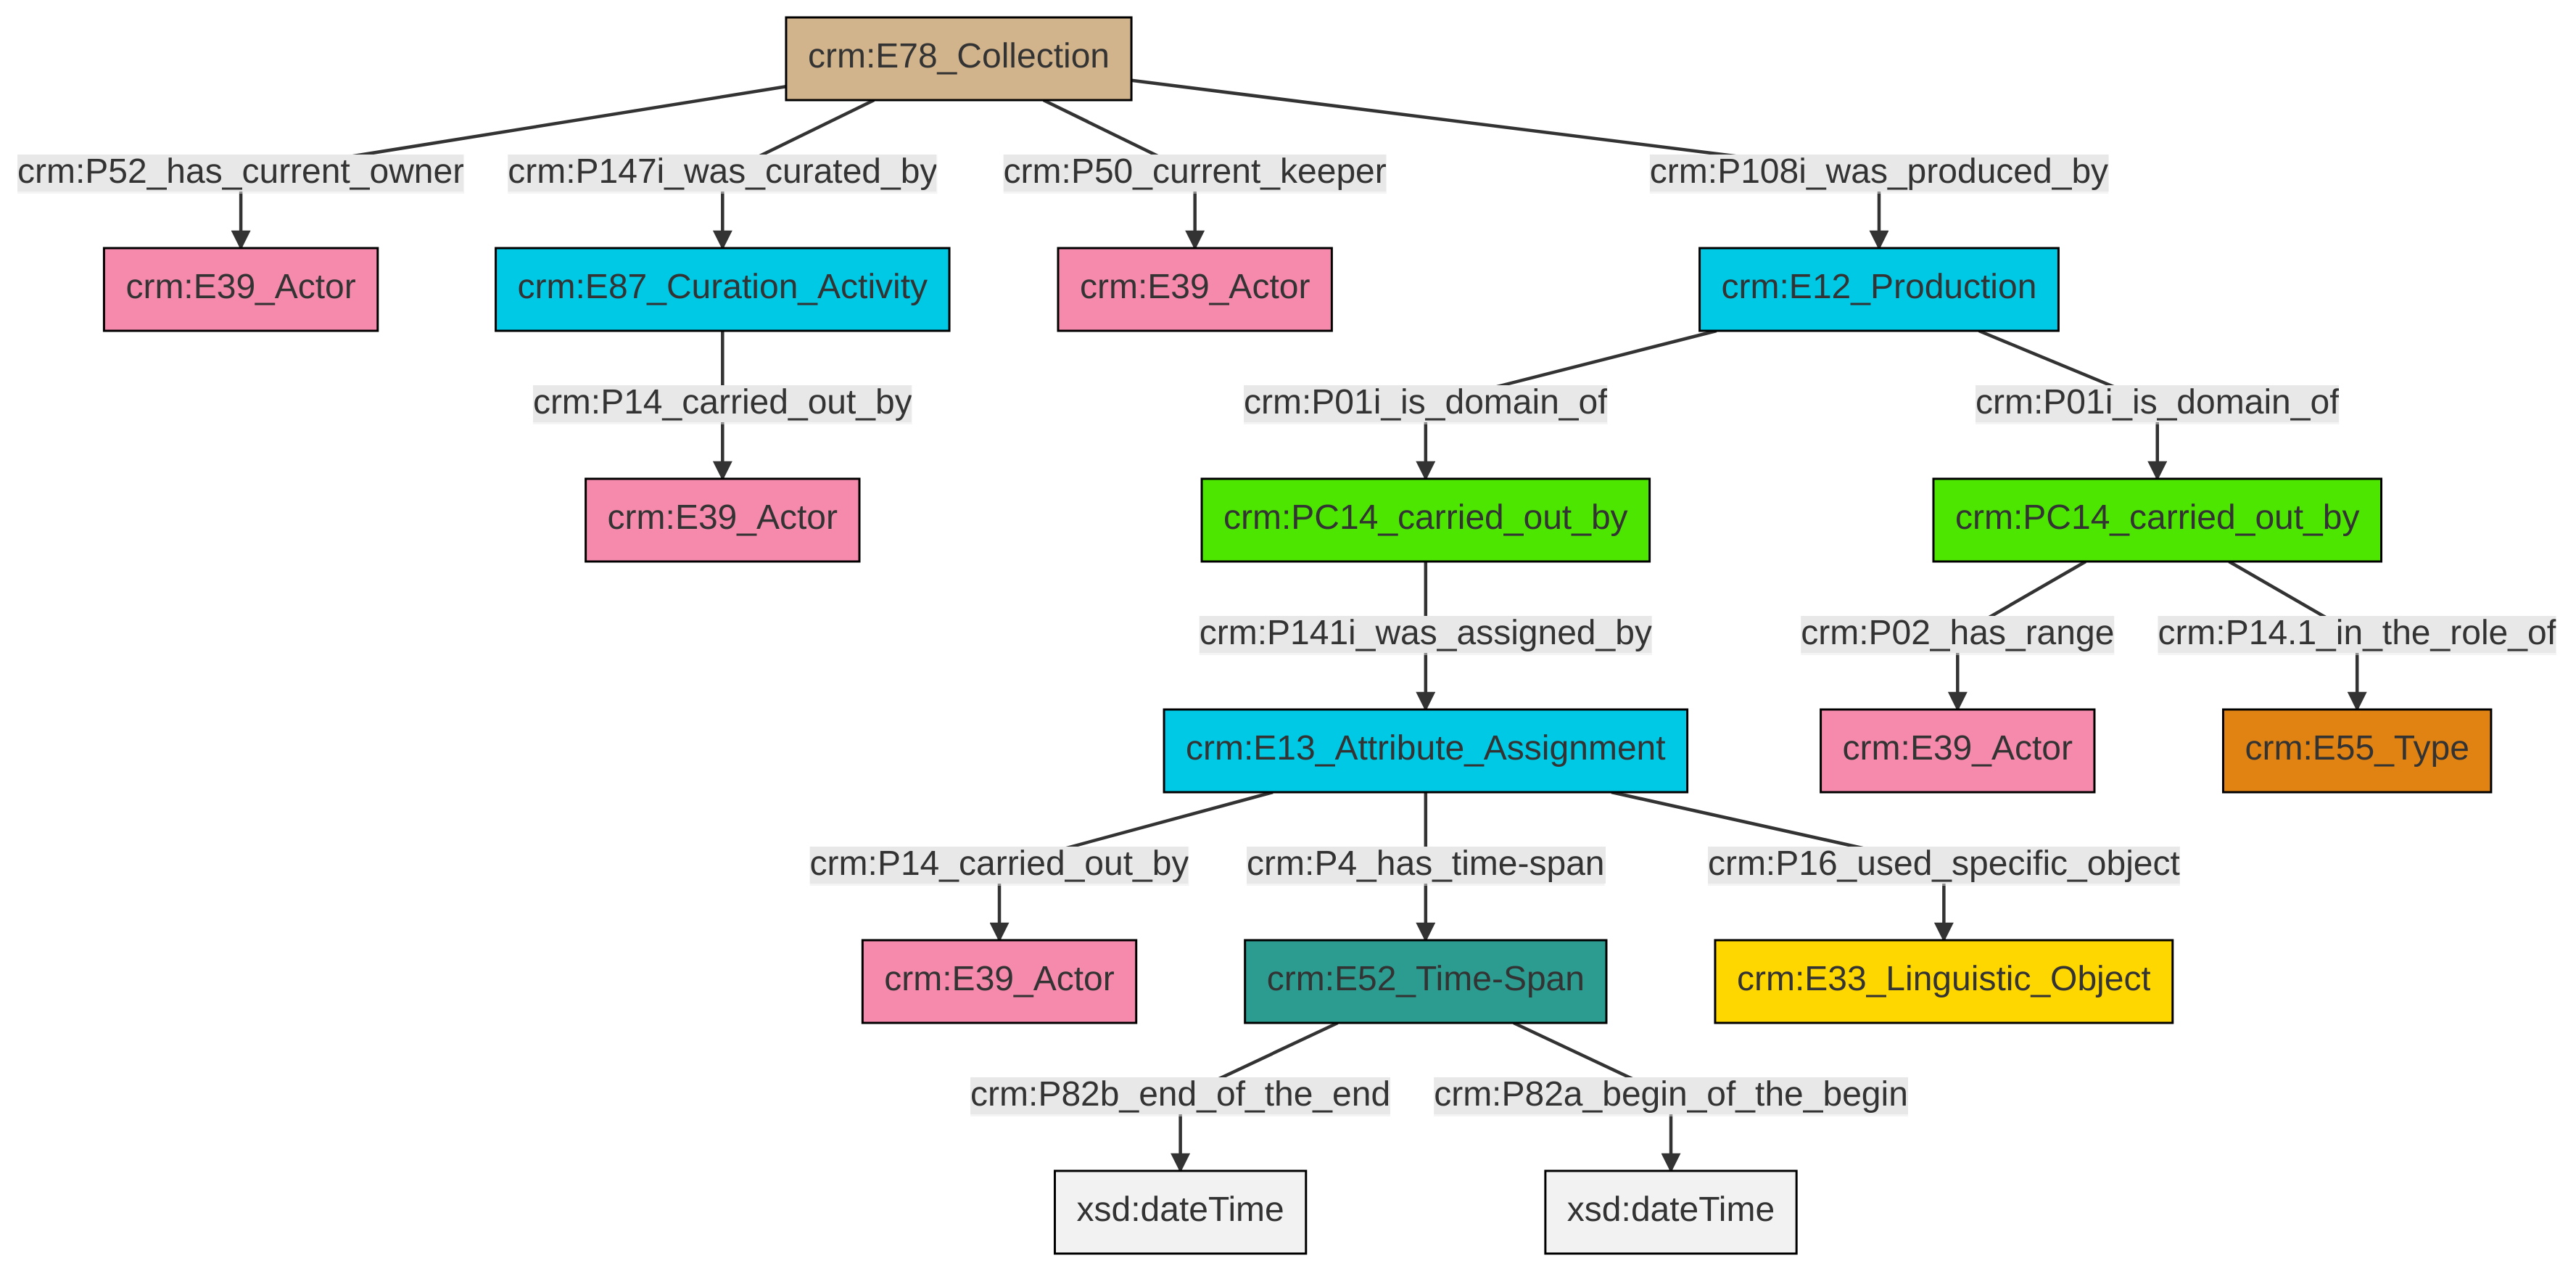 crm:E78_Collection
crm:P52_has_current_owner
crm:P147i_was_curated_by
crm:P50_current_keeper
crm:P108i_was_produced_by
crm:E39_Actor
crm:E87_Curation_Activity
crm:E39_Actor
crm:E12_Production
crm:P14_carried_out_by
crm:P01i_is_domain_of
crm:P01i_is_domain_of
crm:E39_Actor
crm:PC14_carried_out_by
crm:PC14_carried_out_by
crm:P141i_was_assigned_by
crm:P02_has_range
crm:P14.1_in_the_role_of
crm:E13_Attribute_Assignment
crm:E39_Actor
crm:E55_Type
crm:P14_carried_out_by
crm:P4_has_time-span
crm:P16_used_specific_object
crm:E39_Actor
crm:E52_Time-Span
crm:E33_Linguistic_Object
crm:P82b_end_of_the_end
crm:P82a_begin_of_the_begin
xsd:dateTime
xsd:dateTime